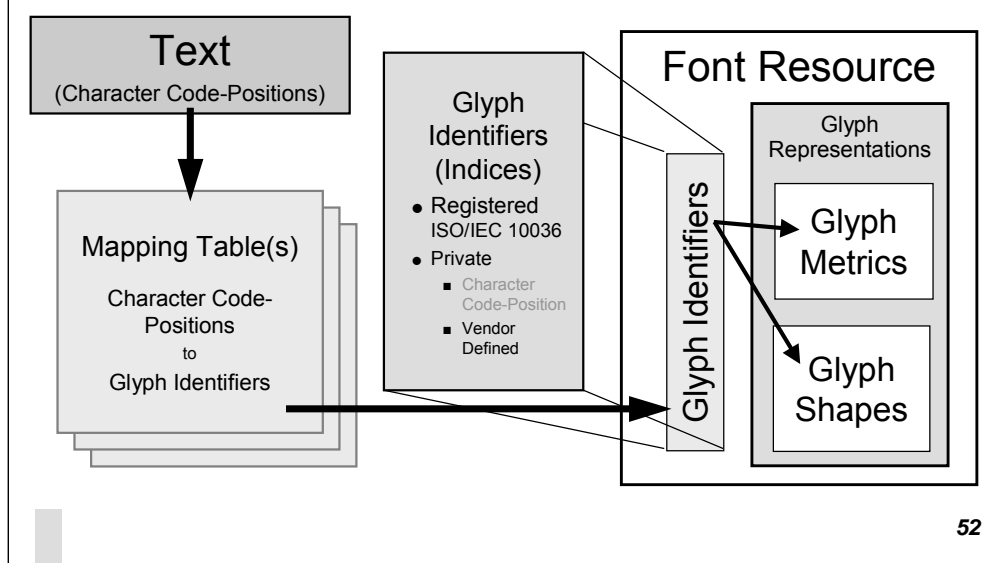 Text
(Character Code-Positions)
Mapping Table(s)
Character Code-
Positions
to
Glyph Identifiers
Glyph
Identifiers
(Indices)
● Registered
ISO/IEC 10036
● Private
■ Character
Code-Position
■ Vendor
Defined
Font Resource
Glyph Identifiers
Glyph
Representations
Glyph
Metrics
Glyph
Shapes
52